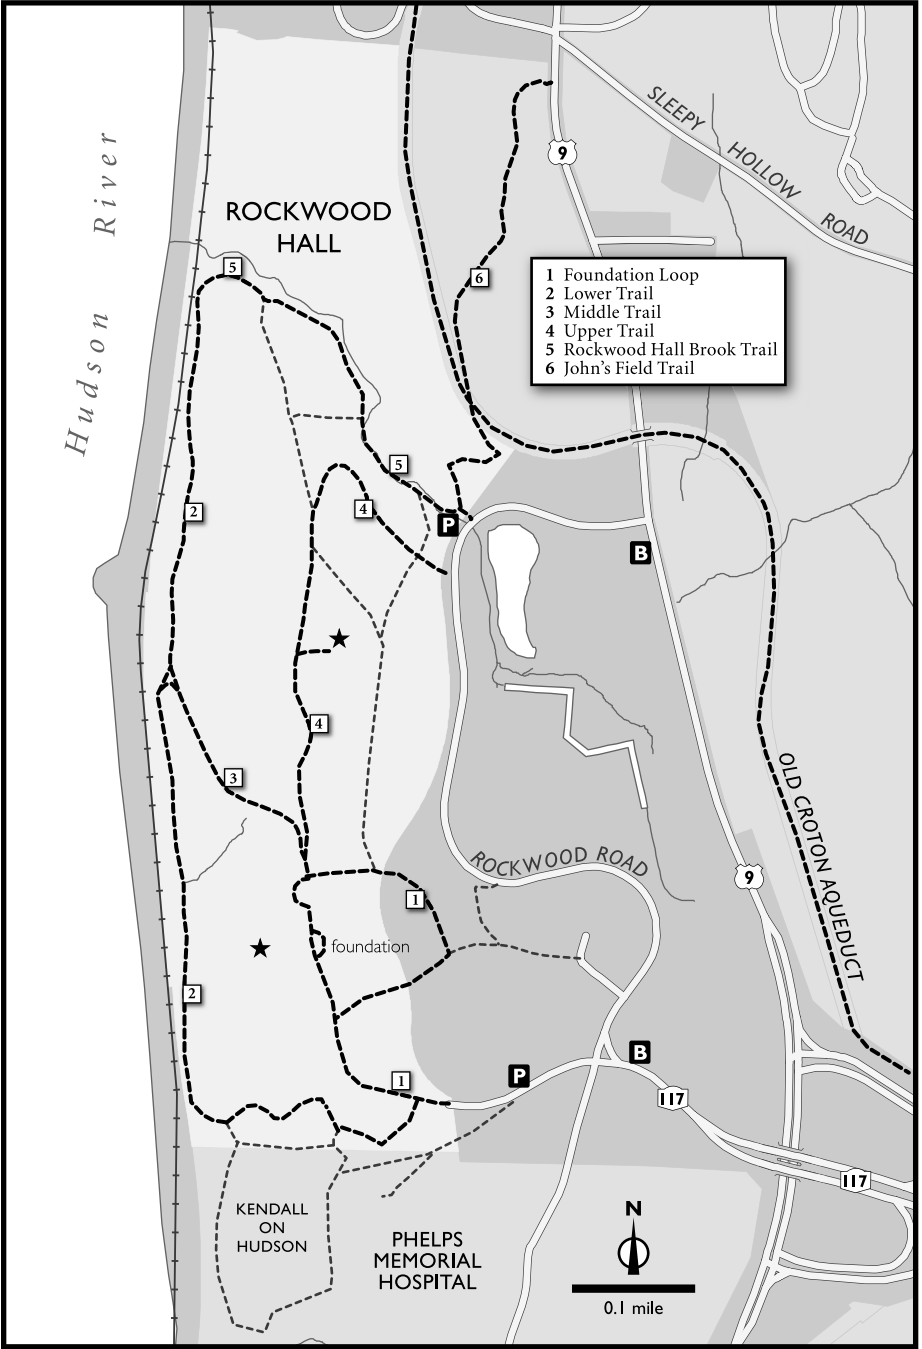 SLEEPY HOLLOW ROAD
9
Hudson River
ROCKWOOD
HALL
5
6
1 Foundation Loop
2 Lower Trail
3 Middle Trail
4 Upper Trail
5 Rockwood Hall Brook Trail
6 John's Field Trail
5
4
2
P
B
4
3
OLD CROTON AQUEDUCT
ROCKWOOD ROAD
9
1
foundation
2
B
P
1
117
117
KENDALL
ON
HUDSON
PHELPS
MEMORIAL
HOSPITAL
N
0.1 mile